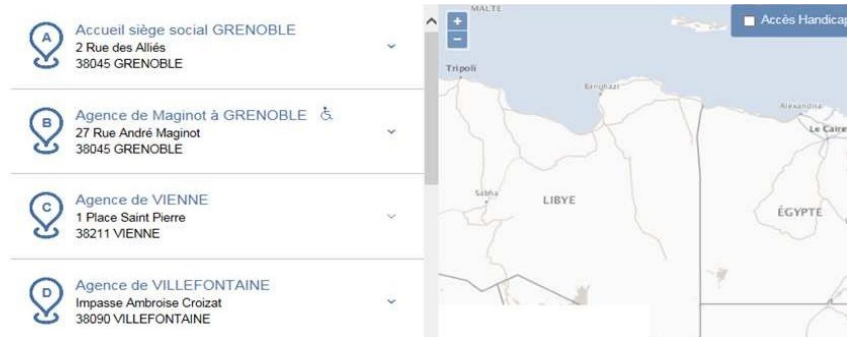 A
Accueil siège social GRENOBLE
2 Rue des Alliés
38045 GRENOBLE
B
Agence de Maginot à GRENOBLE
27 Rue André Maginot
38045 GRENOBLE
C
Agence de VIENNE
1 Place Saint Pierre
38211 VIENNE
D
Agence de VILLEFONTAINE
Impasse Ambroise Croizat
38090 VILLEFONTAINE
MALTE
+
−
Accès Handicap
Tripoli
Banghazi
Alexandrie
Le Caire
Sabha
LIBYE
ÉGYPTE